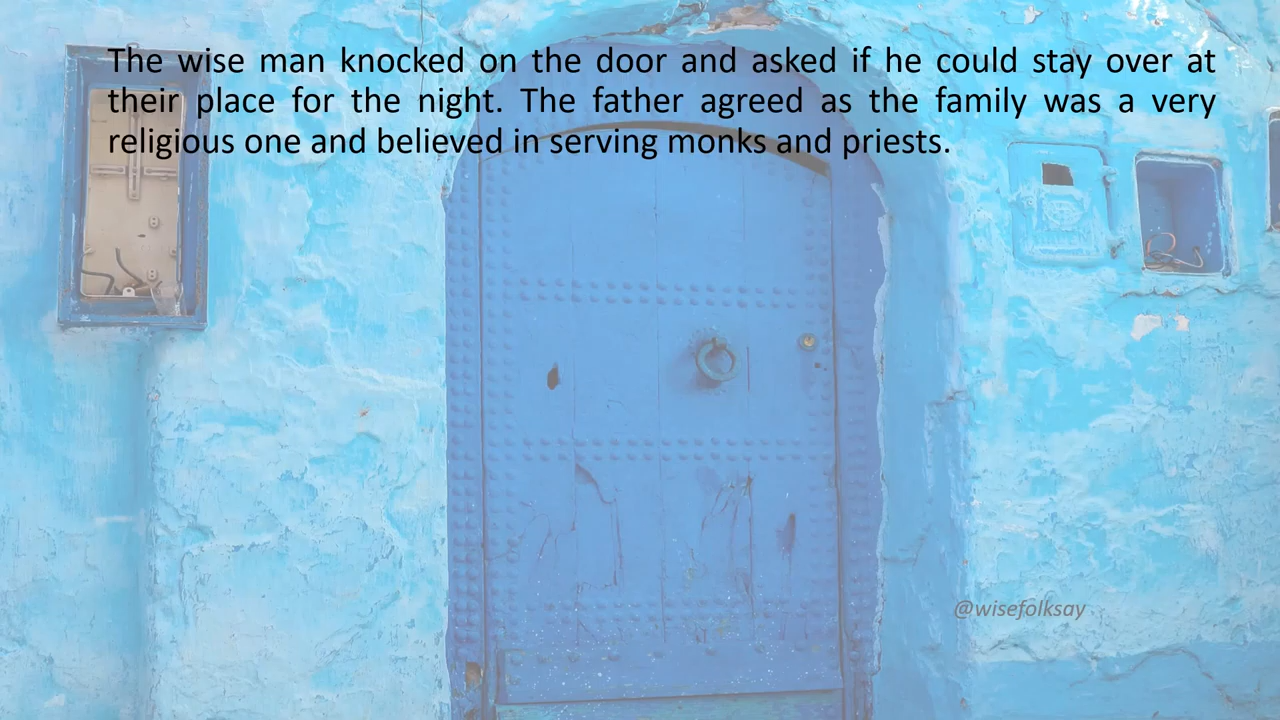 The wise man knocked on the door and asked if he could stay over at
their place for the night. The father agreed as the family was a very
religious one and believed in serving monks and priests.
@wisefolksay